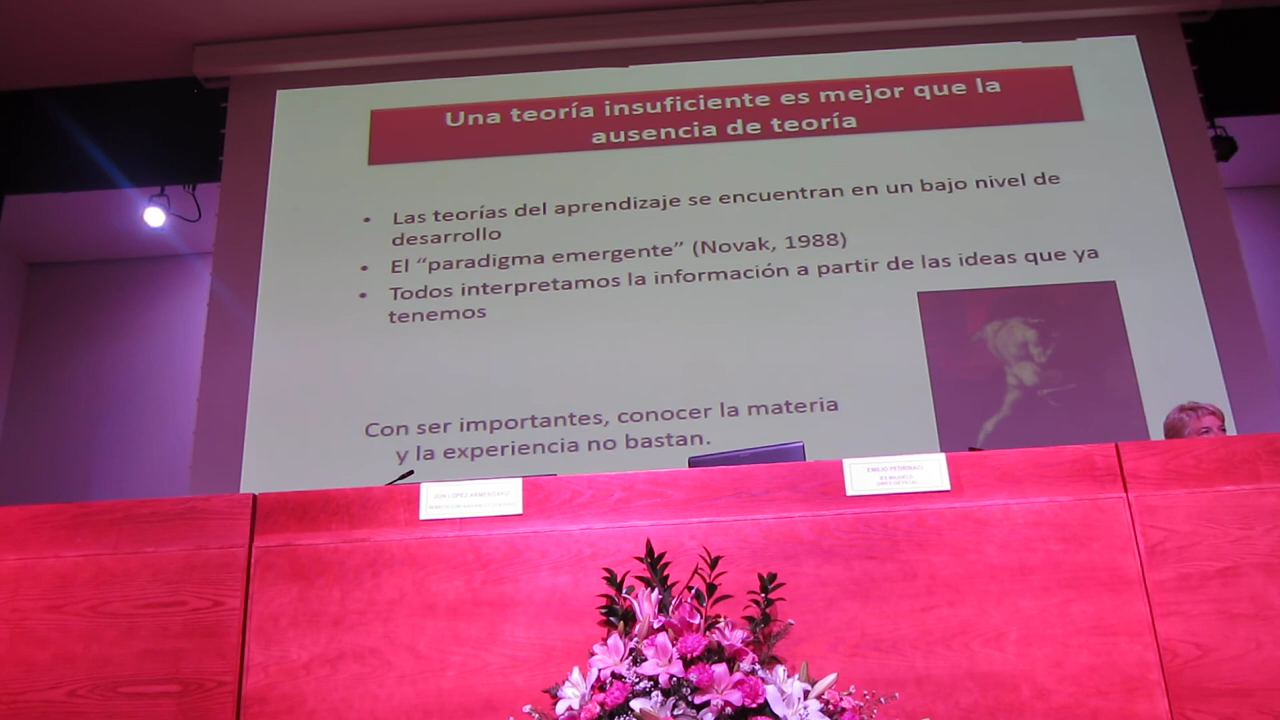 Una teoría insuficiente es mejor que la
ausencia de teoría
• Las teorías del aprendizaje se encuentran en un bajo nivel de
desarrollo
• El “paradigma emergente” (Novak, 1988)
• Todos interpretamos la información a partir de las ideas que ya
tenemos
Con ser importantes, conocer la materia
y la experiencia no bastan.
JON LÓPEZ
EMILIO PEDRINACI